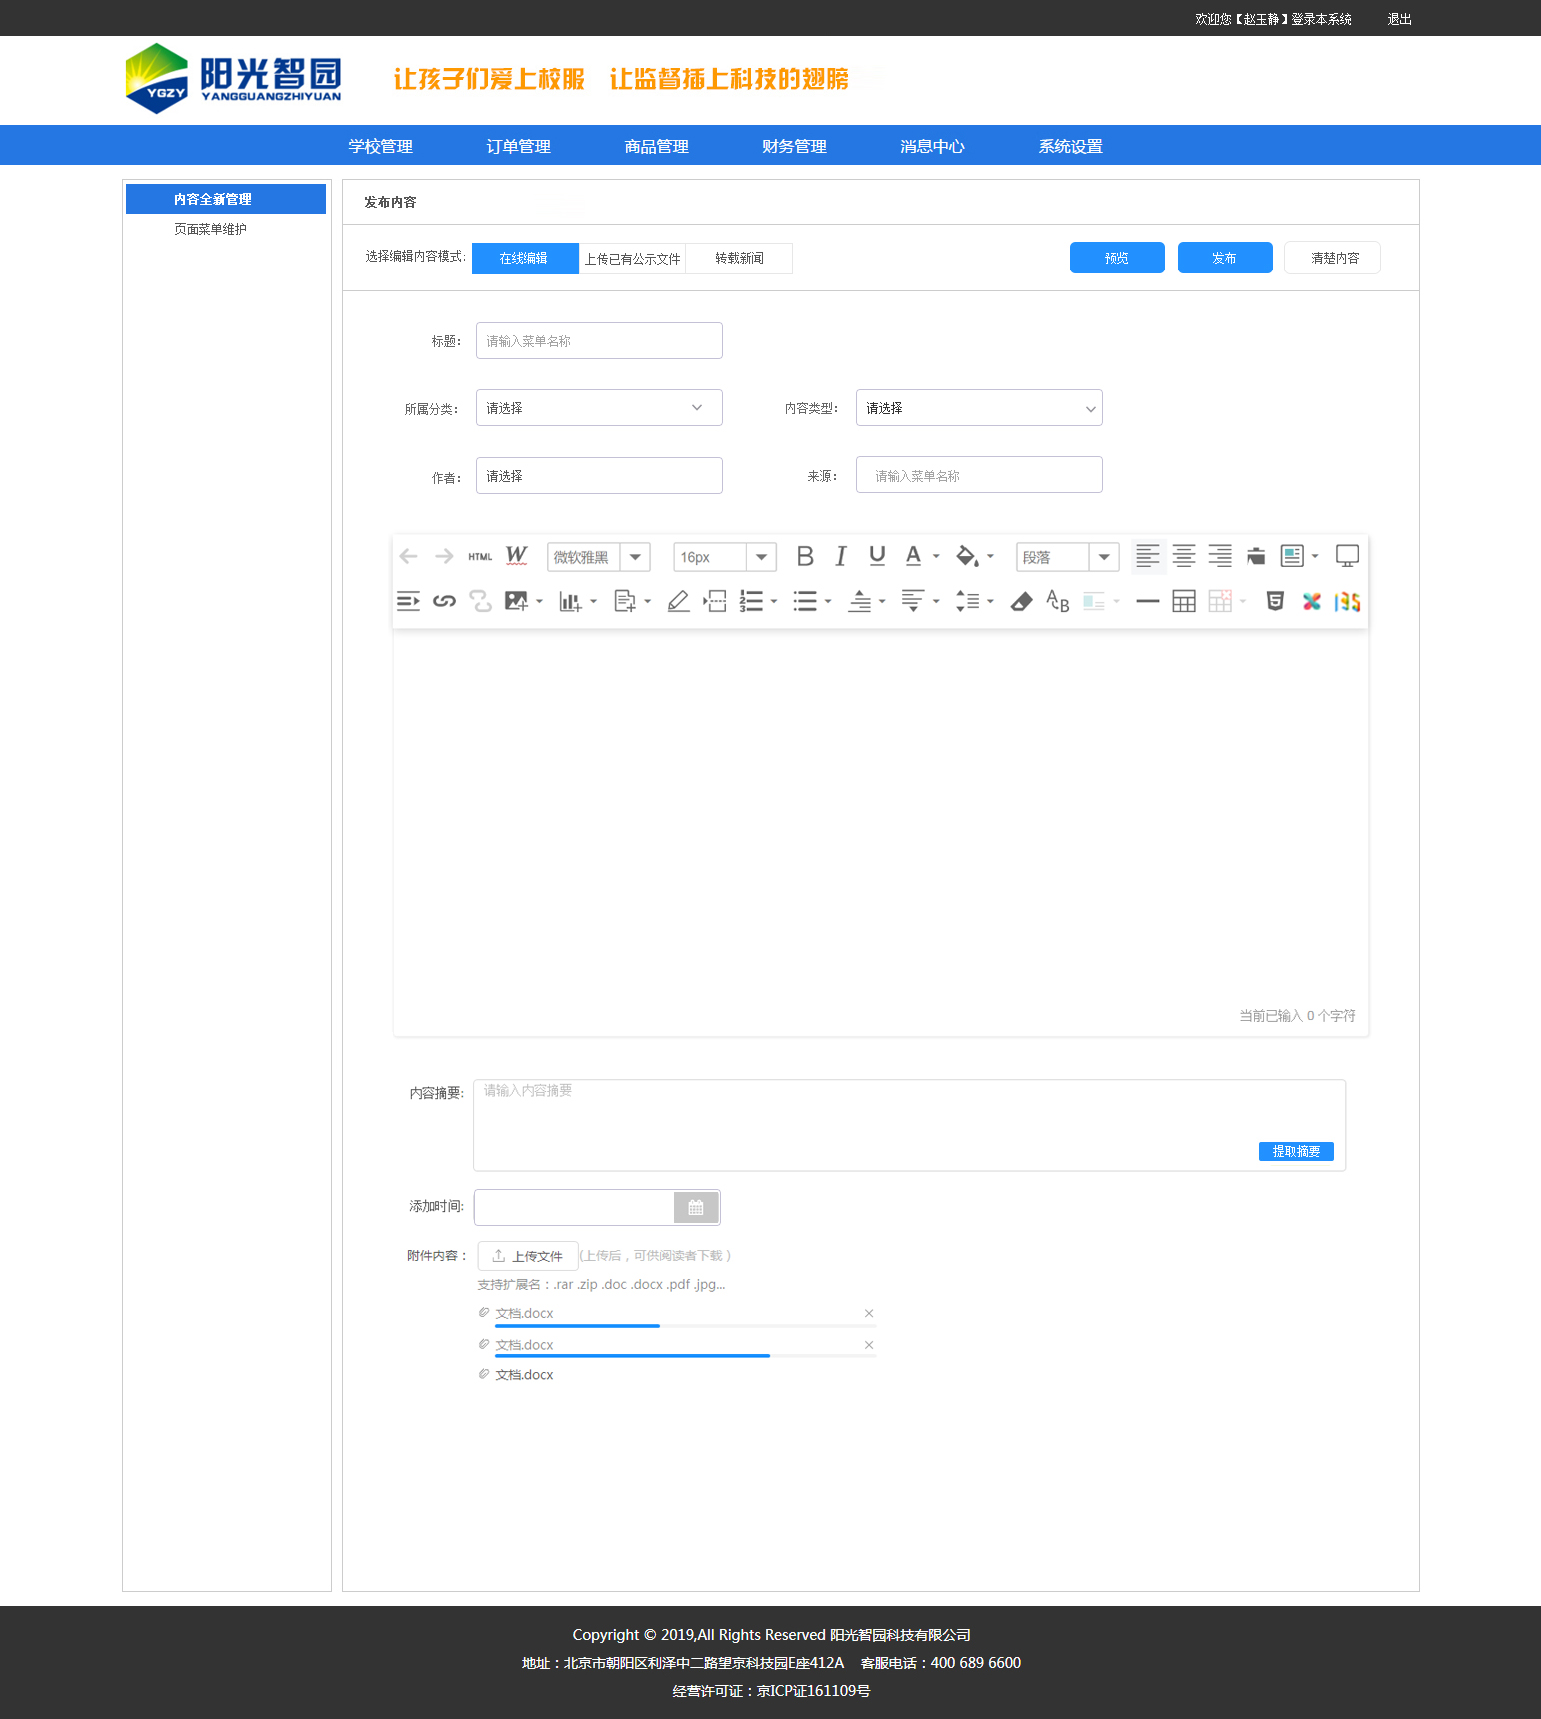 欢迎您【赵玉静】登录本系统 退出
YGZY
阳光智园
YANGGUANGZHIYUAN
让孩子们爱上校服 让监督插上科技的翅膀
学校管理 订单管理 商品管理 财务管理 消息中心 系统设置
内容全新管理
页面菜单维护
发布内容
选择编辑内容模式: 在线编辑 上传已有公示文件 转载新闻 预览 发布 清楚内容
标题： 请输入菜单名称
所属分类： 请选择 内容类型： 请选择
作者： 请选择 来源： 请输入菜单名称
HTML W 微软雅黑 16px B I U A 段落
当前已输入 0 个字符
内容摘要: 请输入内容摘要
提取摘要
添加时间:
附件内容： 上传文件 (上传后，可供阅读者下载）
支持扩展名：.rar .zip .doc .docx .pdf .jpg...
文档.docx
文档.docx
文档.docx
Copyright © 2019,All Rights Reserved 阳光智园科技有限公司
地址：北京市朝阳区利泽中二路望京科技园E座412A 客服电话：400 689 6600
经营许可证：京ICP证161109号